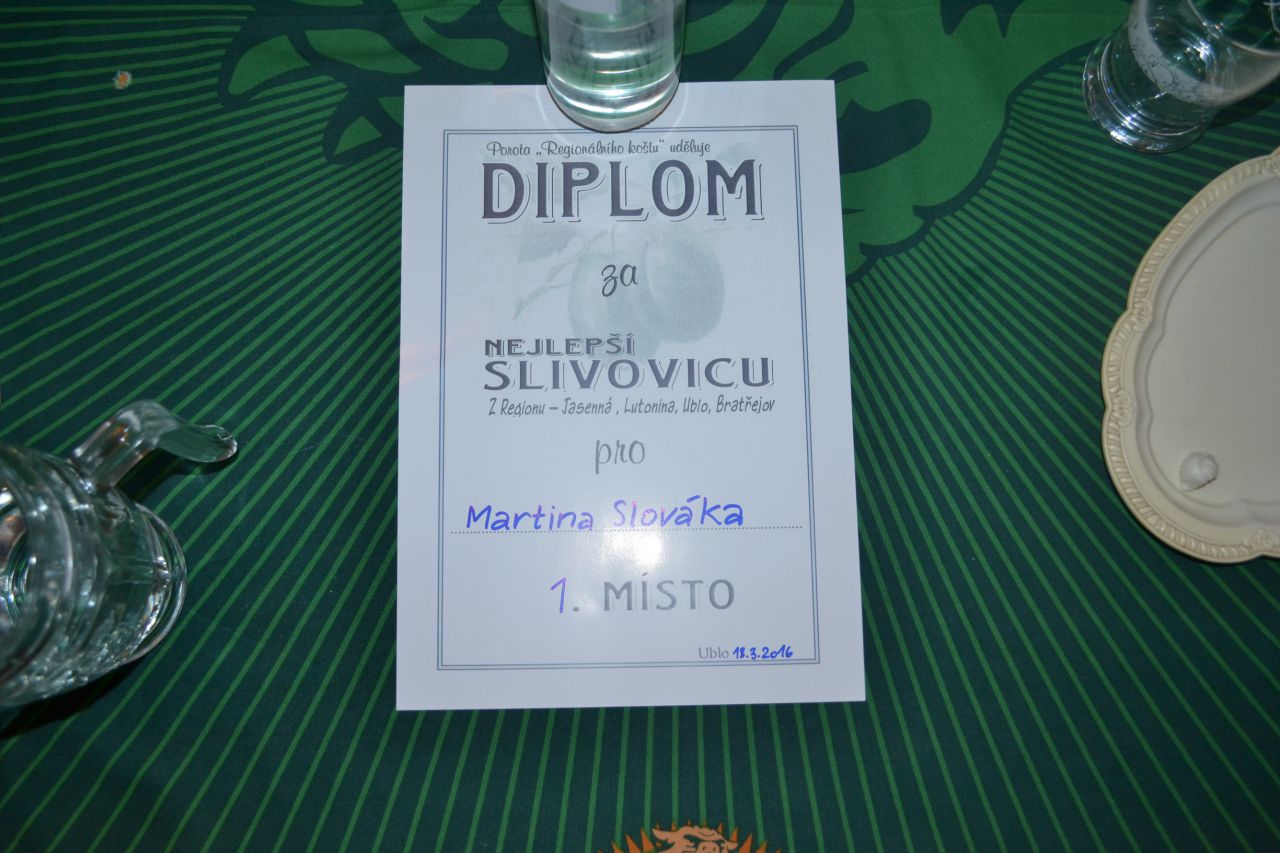 Porota „Regionálního koštu" uděluje
DIPLOM
za
NEJLEPŠÍ
SLIVOVICU
Z Regionu – Jasenná , Lutonina, Ublo, Bratřejov
pro
Martina Slováka
1. MÍSTO
Ublo 18.3.2016